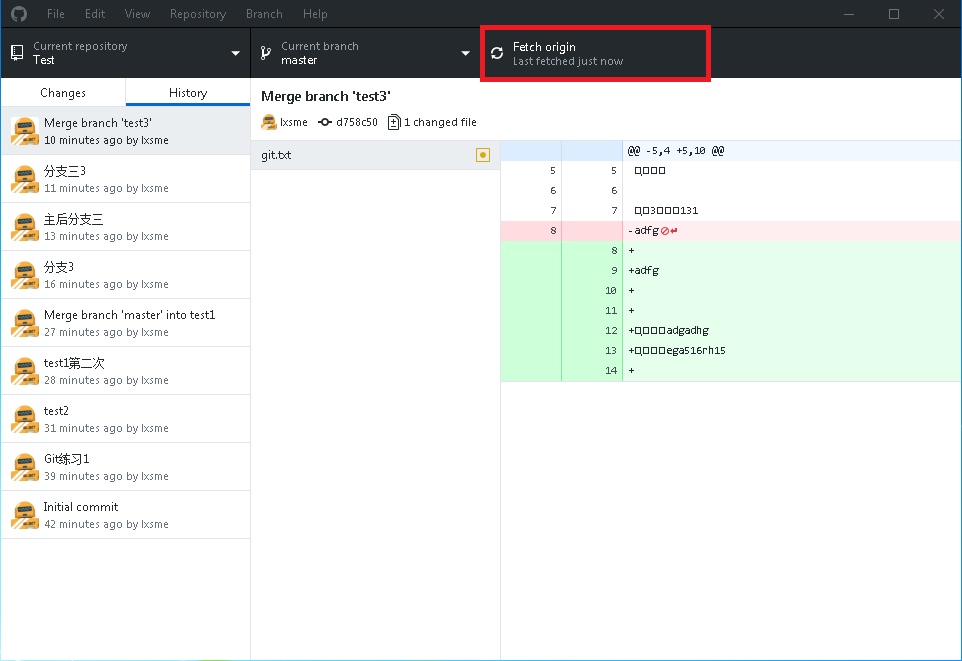 File Edit View Repository Branch Help
Current repository
Test
Current branch
master
Fetch origin
Last fetched just now
Changes
History
Merge branch 'test3'
10 minutes ago by lxsme
分支三3
11 minutes ago by lxsme
主后分支三
13 minutes ago by lxsme
分支3
16 minutes ago by lxsme
Merge branch 'master' into test1
27 minutes ago by lxsme
test1第二次
28 minutes ago by lxsme
test2
31 minutes ago by lxsme
Git练习1
39 minutes ago by lxsme
Initial commit
42 minutes ago by lxsme
Merge branch 'test3'
lxsme d758c50 1 changed file
git.txt
@@ -5,4 +5,10 @@
5 5 □,□□□
6 6
7 7 □,□3□□□131
8 -adfg
8 +
9 +adfg
10 +
11 +
12 +□,□□□adgadhg
13 +□,□□□ega516rh15
14 +